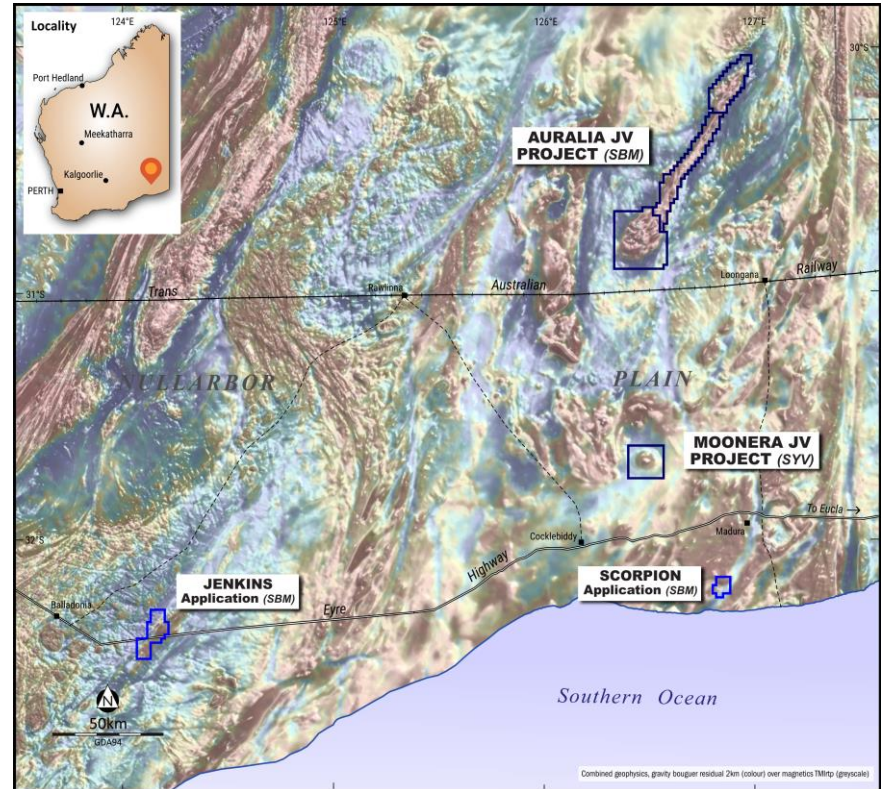 Locality
124°E
125°E
126°E
127°E
30°S
Port Hedland
W.A.
Meekatharra
Kalgoorlie
PERTH
AURALIA JV
PROJECT (SBM)
Loongana
Railway
Rawlinna
Australian
Trans
31°S
NULLARBOR
PLAIN
MOONERA JV
PROJECT (SYV)
To Eucla →
Madura
Cocklebiddy
32°S
Highway
JENKINS
Application (SBM)
SCORPION
Application (SBM)
Balladonia
Eyre
N
50km
GDA94
Southern Ocean
Combined geophysics, gravity bouguer residual 2km (colour) over magnetics TMIrtp (greyscale)